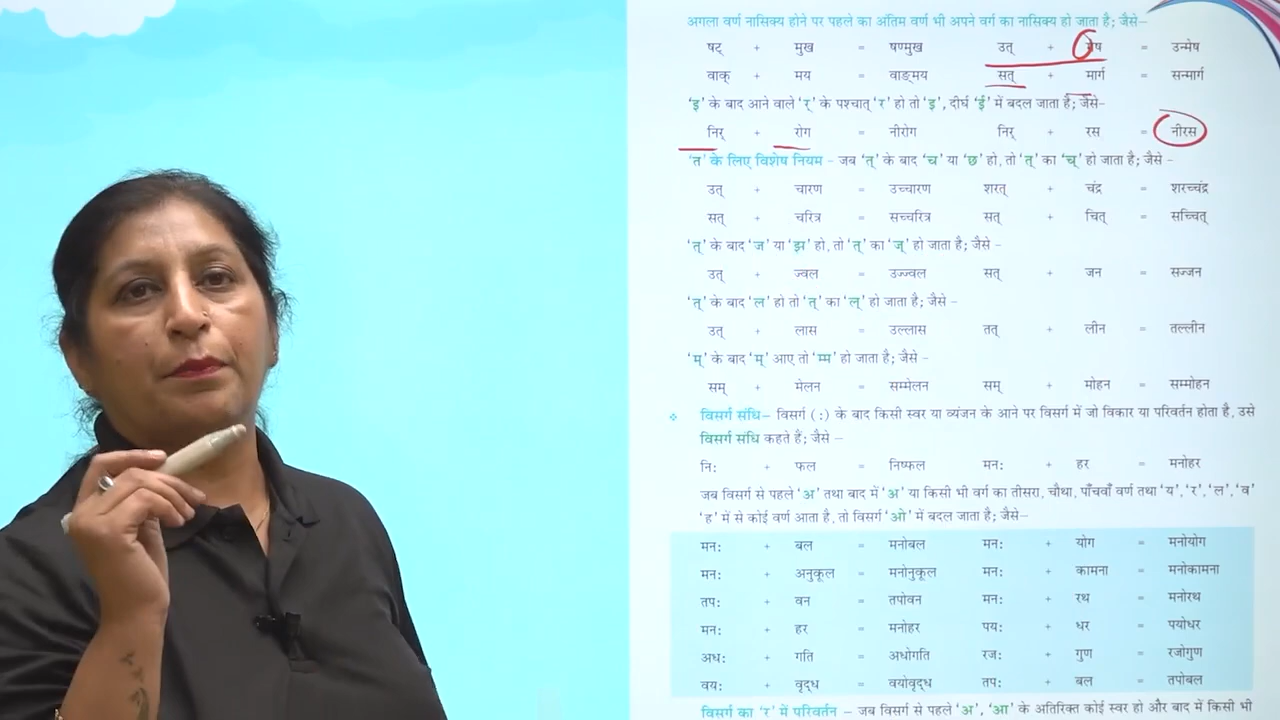 अगला वर्ण नासिक्य होने पर पहले का अंतिम वर्ण भी अपने वर्ग का नासिक्य हो जाता है; जैसे–
षट् + मुख = षण्मुख उत् + मेष = उन्मेष
वाक् + मय = वाङ्मय सत् + मार्ग = सन्मार्ग
‘इ’ के बाद आने वाले ‘र्’ के पश्चात् ‘र’ हो तो ‘इ’, दीर्घ ‘ई’ में बदल जाता है; जैसे–
निर् + रोग = नीरोग निर् + रस = नीरस
‘त’ के लिए विशेष नियम – जब ‘त्’ के बाद ‘च’ या ‘छ’ हो, तो ‘त्’ का ‘च्’ हो जाता है; जैसे –
उत् + चारण = उच्चारण शरत् + चंद्र = शरच्चंद्र
सत् + चरित्र = सच्चरित्र सत् + चित् = सच्चित्
‘त्’ के बाद ‘ज’ या ‘झ’ हो, तो ‘त्’ का ‘ज्’ हो जाता है; जैसे –
उत् + ज्वल = उज्ज्वल सत् + जन = सज्जन
‘त्’ के बाद ‘ल’ हो तो ‘त्’ का ‘ल्’ हो जाता है; जैसे –
उत् + लास = उल्लास तत् + लीन = तल्लीन
‘म्’ के बाद ‘म्’ आए तो ‘म्म’ हो जाता है; जैसे –
सम् + मेलन = सम्मेलन सम् + मोहन = सम्मोहन
विसर्ग संधि– विसर्ग (:) के बाद किसी स्वर या व्यंजन के आने पर विसर्ग में जो विकार या परिवर्तन होता है, उसे
विसर्ग संधि कहते हैं; जैसे –
नि: + फल = निष्फल मन: + हर = मनोहर
जब विसर्ग से पहले ‘अ’ तथा बाद में ‘अ’ या किसी भी वर्ग का तीसरा, चौथा, पाँचवाँ वर्ण तथा ‘य’, ‘र’, ‘ल’, ‘व’
‘ह’ में से कोई वर्ण आता है, तो विसर्ग ‘ओ’ में बदल जाता है; जैसे–
मन: + बल = मनोबल मन: + योग = मनोयोग
मन: + अनुकूल = मनोनुकूल मन: + कामना = मनोकामना
तप: + वन = तपोवन मन: + रथ = मनोरथ
मन: + हर = मनोहर पय: + धर = पयोधर
अध: + गति = अधोगति रज: + गुण = रजोगुण
वय: + वृद्ध = वयोवृद्ध तप: + बल = तपोबल
विसर्ग का ‘र’ में परिवर्तन – जब विसर्ग से पहले ‘अ’, ‘आ’ के अतिरिक्त कोई स्वर हो और बाद में किसी भी